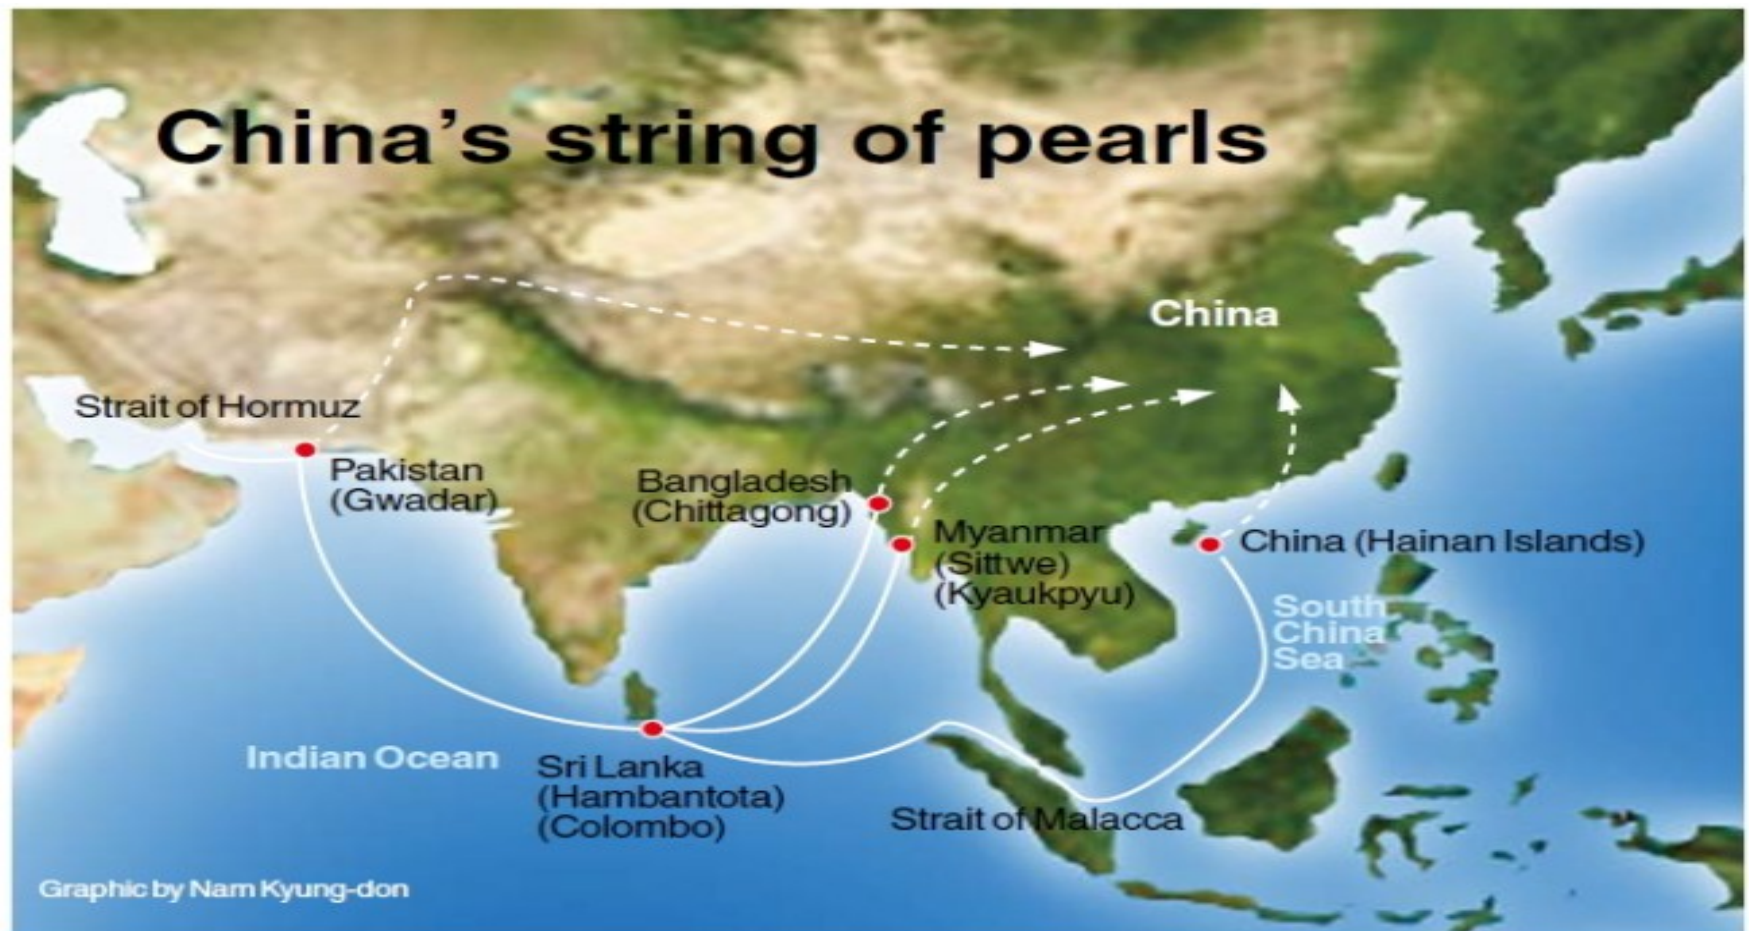 China's string of pearls
China
Strait of Hormuz
Pakistan
(Gwadar)
Bangladesh
(Chittagong)
Myanmar
(Sittwe)
(Kyaukpyu)
China (Hainan Islands)
South
China
Sea
Indian Ocean
Sri Lanka
(Hambantota)
(Colombo)
Strait of Malacca
Graphic by Nam Kyung-don